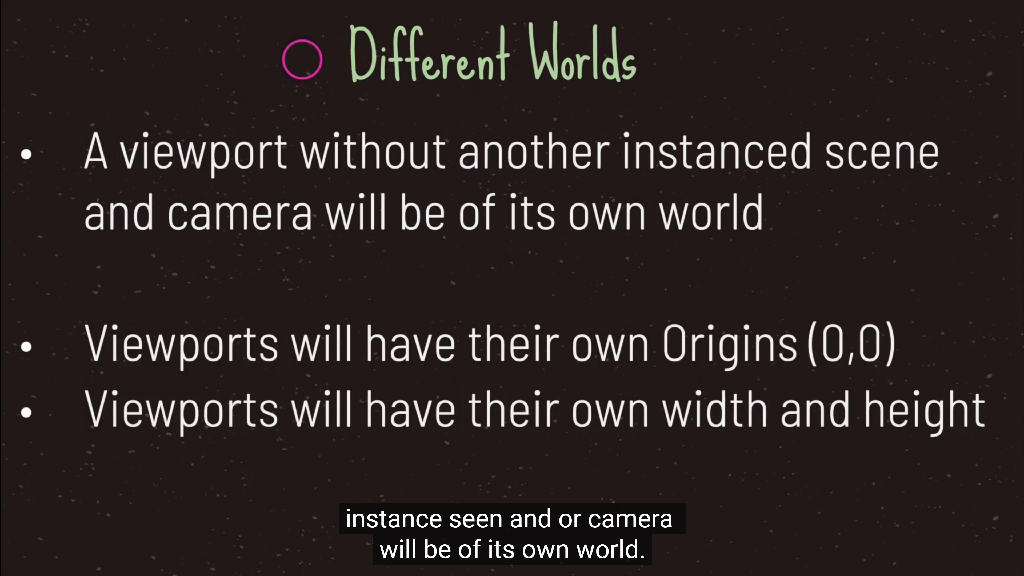 Different Worlds
• A viewport without another instanced scene
and camera will be of its own world
• Viewports will have their own Origins (0,0)
• Viewports will have their own width and height
instance seen and or camera
will be of its own world.